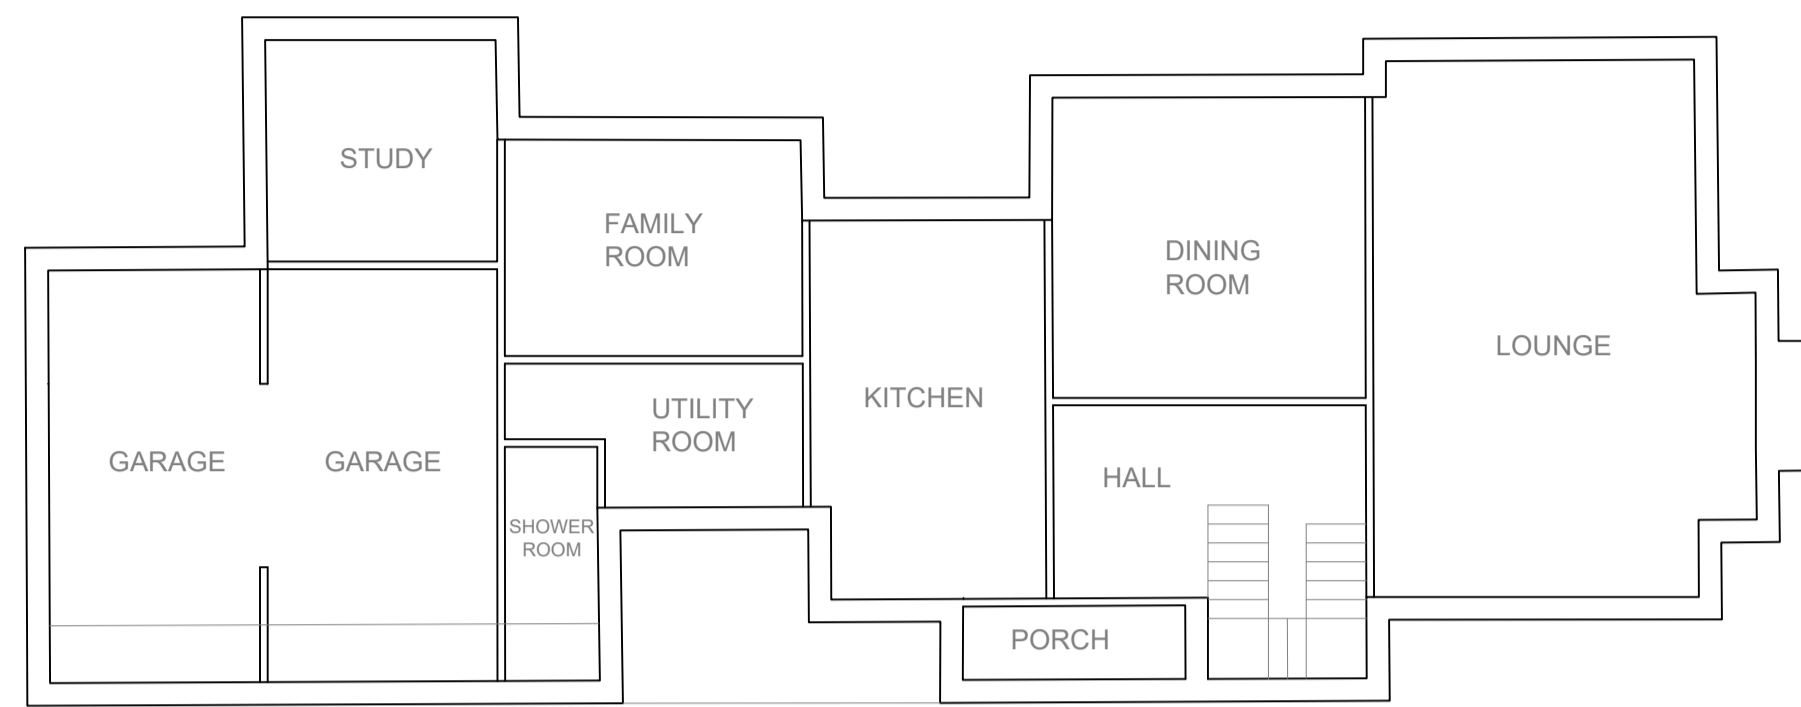 STUDY
FAMILY
ROOM
DINING
ROOM
LOUNGE
KITCHEN
UTILITY
ROOM
GARAGE
GARAGE
HALL
SHOWER
ROOM
PORCH